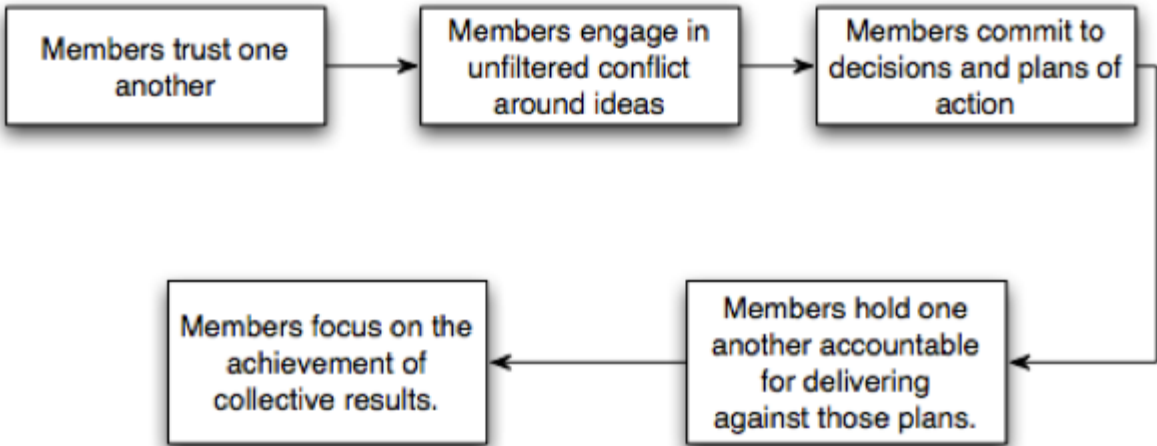 Members trust one
another
Members engage in
unfiltered conflict
around ideas
Members commit to
decisions and plans of
action
Members hold one
another accountable
for delivering
against those plans.
Members focus on the
achievement of
collective results.